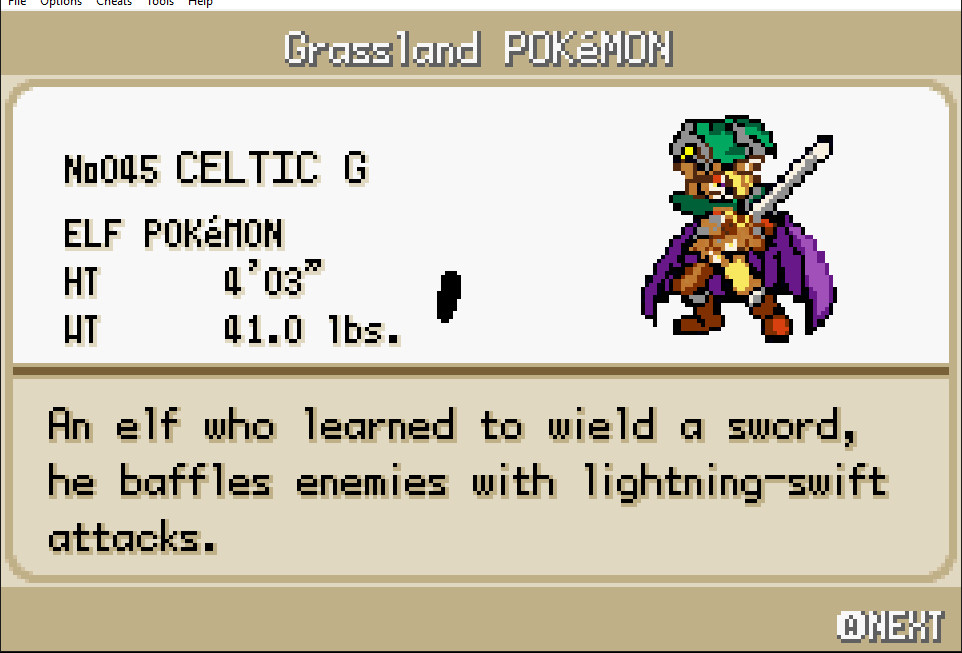 File Options Cheats Tools Help
Grassland POKéMON
No045 CELTIC G
ELF POKéMON
HT 4'03"
WT 41.0 lbs.
An elf who learned to wield a sword,
he baffles enemies with lightning-swift
attacks.
A NEXT